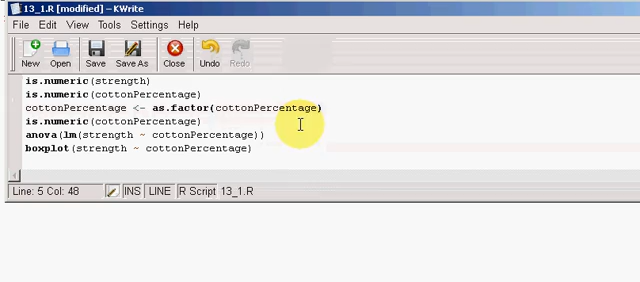 13_1.R [modified] – KWrite
File Edit View Tools Settings Help
New Open Save Save As Close Undo Redo
is.numeric(strength)
is.numeric(cottonPercentage)
cottonPercentage <- as.factor(cottonPercentage)
is.numeric(cottonPercentage)
anova(lm(strength ~ cottonPercentage))
boxplot(strength ~ cottonPercentage)
Line: 5 Col: 48 INS LINE R Script 13_1.R